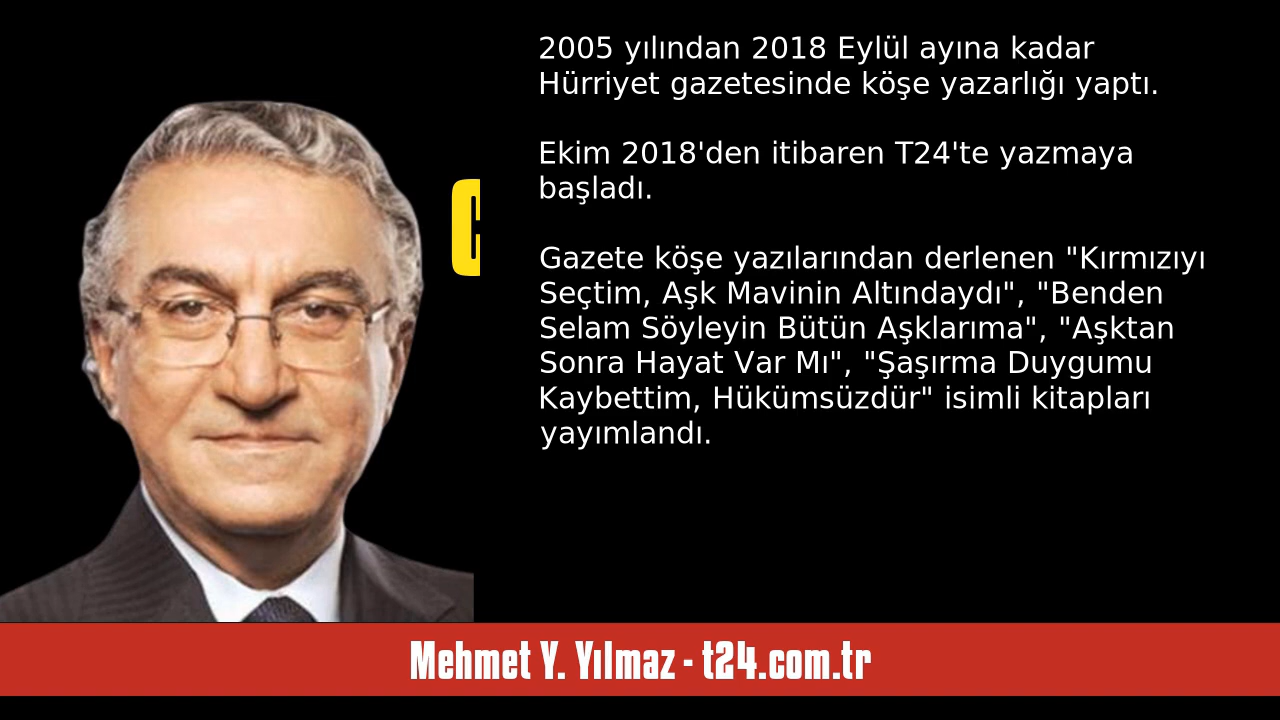 2005 yılından 2018 Eylül ayına kadar
Hürriyet gazetesinde köşe yazarlığı yaptı.
Ekim 2018'den itibaren T24'te yazmaya
başladı.
Gazete köşe yazılarından derlenen "Kırmızıyı
Seçtim, Aşk Mavinin Altındaydı", "Benden
Selam Söyleyin Bütün Aşklarıma", "Aşktan
Sonra Hayat Var Mı", "Şaşırma Duygumu
Kaybettim, Hükümsüzdür" isimli kitapları
yayımlandı.
Mehmet Y. Yılmaz - t24.com.tr